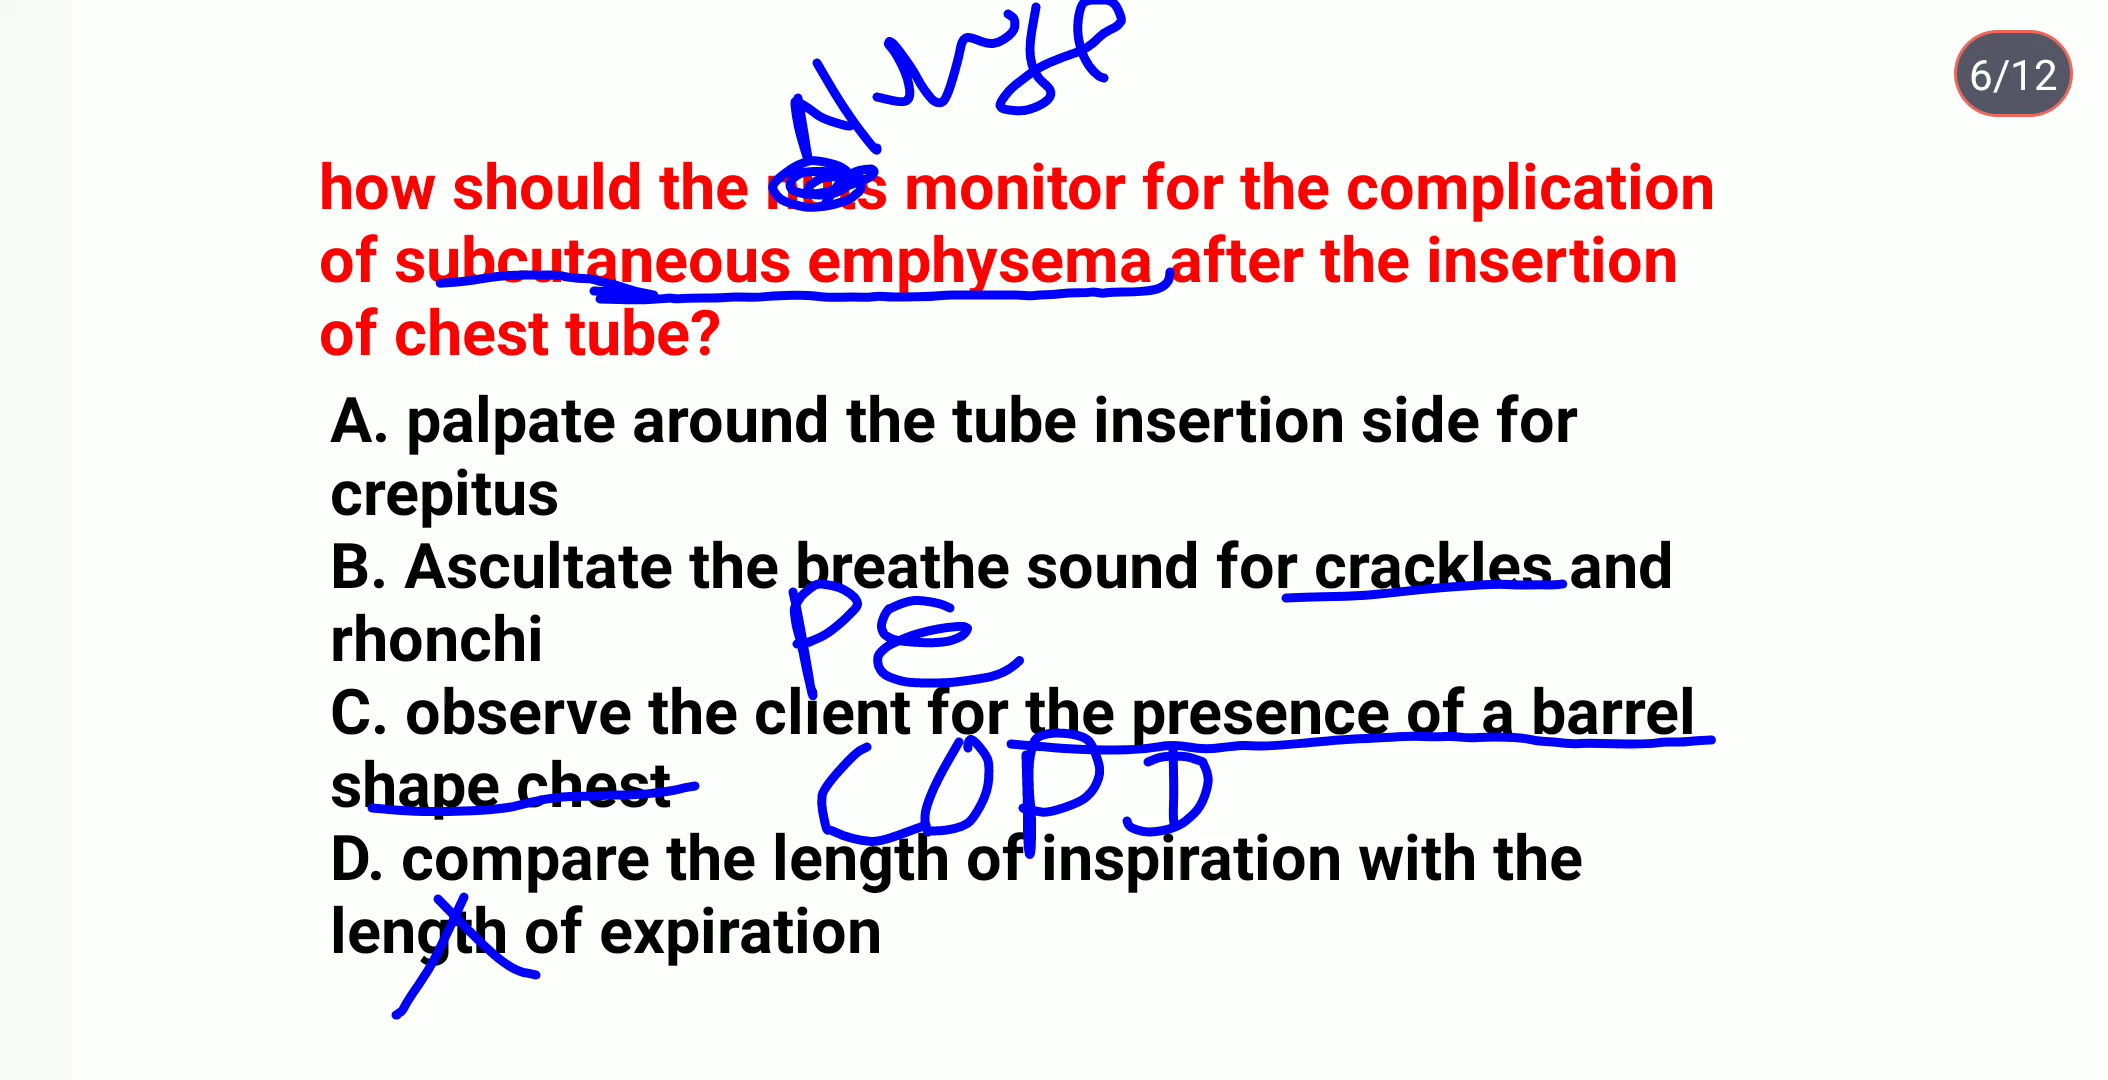 Nurse
6/12
how should the monitor for the complication
of subcutaneous emphysema after the insertion
of chest tube?
A. palpate around the tube insertion side for
crepitus
B. Ascultate the breathe sound for crackles and
rhonchi
PE
C. observe the client for the presence of a barrel
shape chest
COPD
D. compare the length of inspiration with the
length of expiration